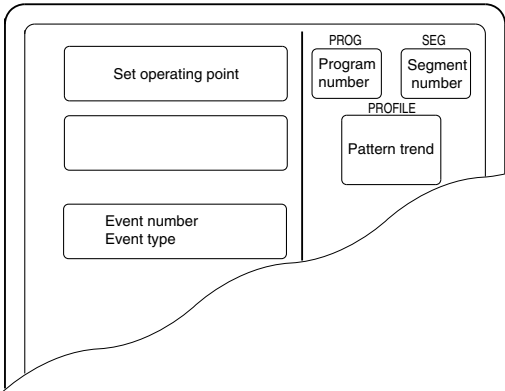 Set operating point
PROG
SEG
Program
number
Segment
number
PROFILE
Pattern trend
Event number
Event type